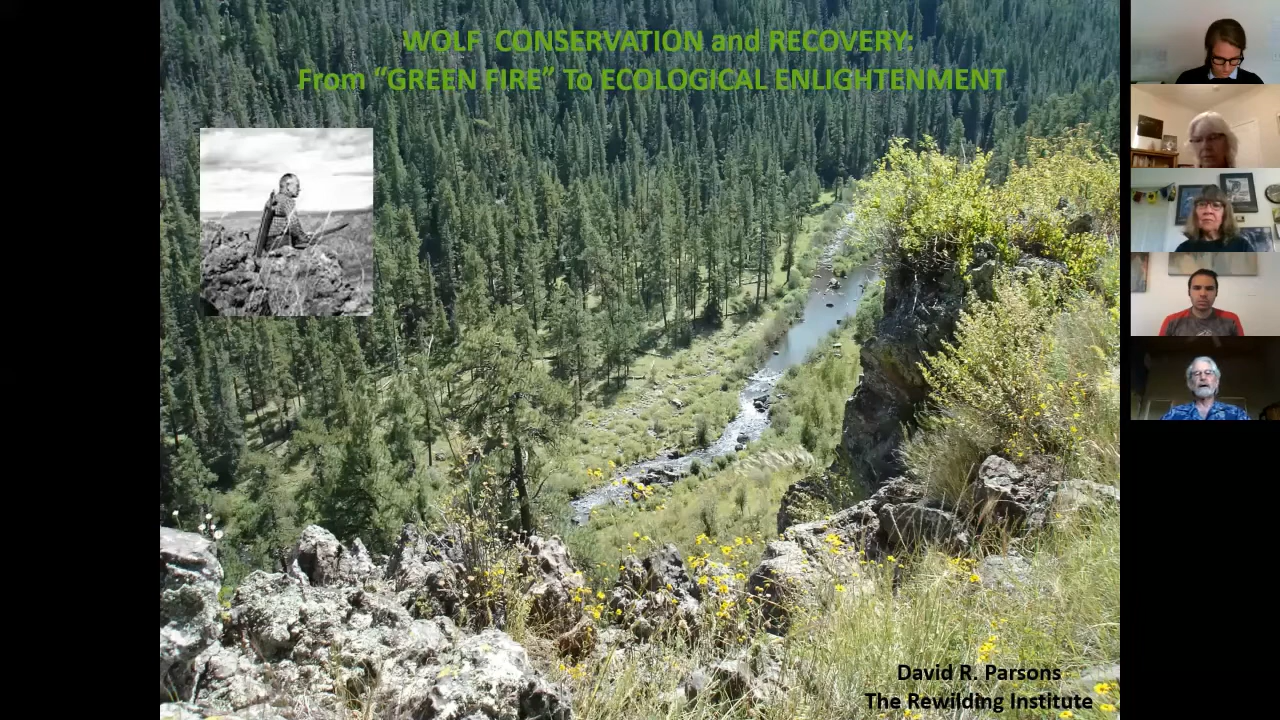 WOLF CONSERVATION and RECOVERY:
From “GREEN FIRE” To ECOLOGICAL ENLIGHTENMENT
David R. Parsons
The Rewilding Institute